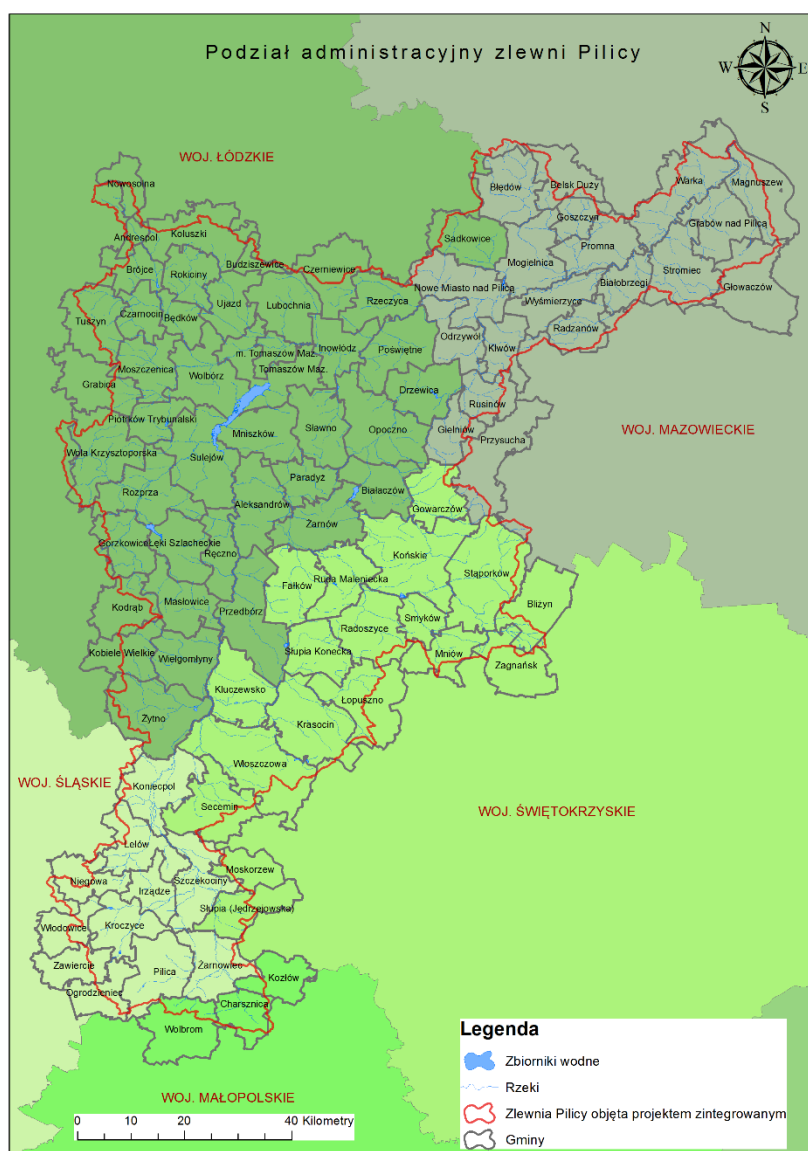 Podział administracyjny zlewni Pilicy
N
W E
S
WOJ. ŁÓDZKIE
Nowosolna
Błędów
Belsk Duży
Warka
Magnuszew
Goszczyn
Andrespol
Koluszki
Sadkowice
Grabów nad Pilicą
Promna
Brójce
Rokiciny
Budziszewice
Czerniewice
Mogielnica
Stromiec
Białobrzegi
Głowaczów
Ujazd
Lubochnia
Rzeczyca
Nowe Miasto nad Pilicą
Wyśmierzyce
Tuszyn
Czarnocin
Będków
Radzanów
Odrzywół
Klwów
Moszczenica
Wolbórz
m. Tomaszów Maz.
Inowłódz
Poświętne
Tomaszów Maz.
Grabica
Drzewica
Rusinów
Piotrków Trybunalski
Mniszków
Sławno
Opoczno
Gielniów
Przysucha
WOJ. MAZOWIECKIE
Wola Krzysztoporska
Sulejów
Rozprza
Paradyż
Białaczów
Aleksandrów
Gowarczów
Żarnów
Gorzkowice
Łęki Szlacheckie
Ręczno
Końskie
Stąporków
Fałków
Ruda Maleniecka
Bliżyn
Kodrąb
Masłowice
Przedbórz
Smyków
Radoszyce
Kobiele Wielkie
Wielgomłyny
Słupia Konecka
Mniów
Zagnańsk
Kluczewsko
Łopuszno
Żytno
Krasocin
Włoszczowa
WOJ. ŚLĄSKIE
Koniecpol
Secemin
WOJ. ŚWIĘTOKRZYSKIE
Lelów
Moskorzew
Niegowa
Irządze
Szczekociny
Słupia (Jędrzejowska)
Włodowice
Kroczyce
Zawiercie
Pilica
Żarnowiec
Kozłów
Ogrodzieniec
Charsznica
Wolbrom
WOJ. MAŁOPOLSKIE
0 10 20 40 Kilometry
Legenda
Zbiorniki wodne
Rzeki
Zlewnia Pilicy objęta projektem zintegrowanym
Gminy